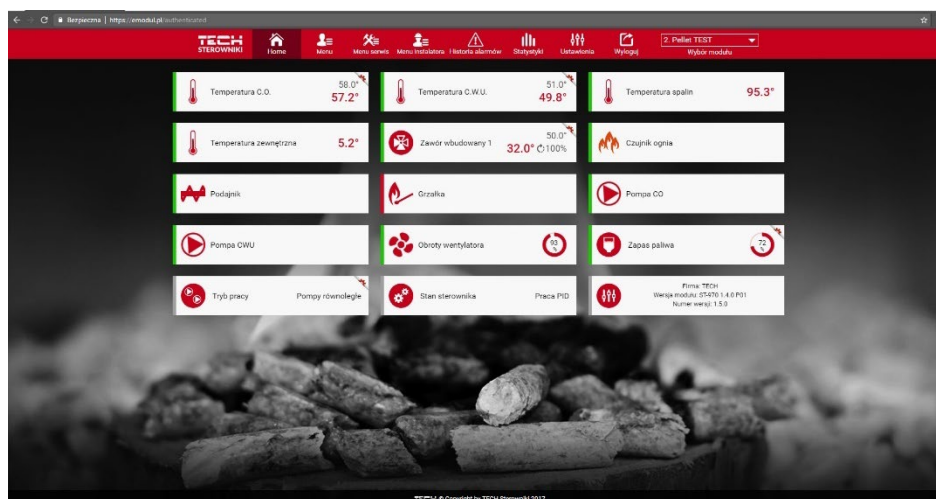 Bezpieczna | https://emodul.pl/authenticated
TECH
STEROWNIKI
Home
Menu
Menu serwis
Menu Instalatora
Historia alarmów
Statystyki
Ustawienia
Wyloguj
2. Pellet TEST
Wybór modułu
Temperatura C.O.
58.0°
57.2°
Temperatura C.W.U.
51.0°
49.8°
Temperatura spalin
95.3°
Temperatura zewnętrzna
5.2°
Zawór wbudowany 1
50.0°
32.0° 100%
Czujnik ognia
Podajnik
Grzałka
Pompa CO
Pompa CWU
Obroty wentylatora
93
%
Zapas paliwa
72
%
Tryb pracy
Pompy równoległe
Stan sterownika
Praca PID
Firma: TECH
Wersja modułu: ST-970 1.4.8 P01
Numer wersji: 1.5.0
TECH © Copyright by TECH Sterowniki 2017